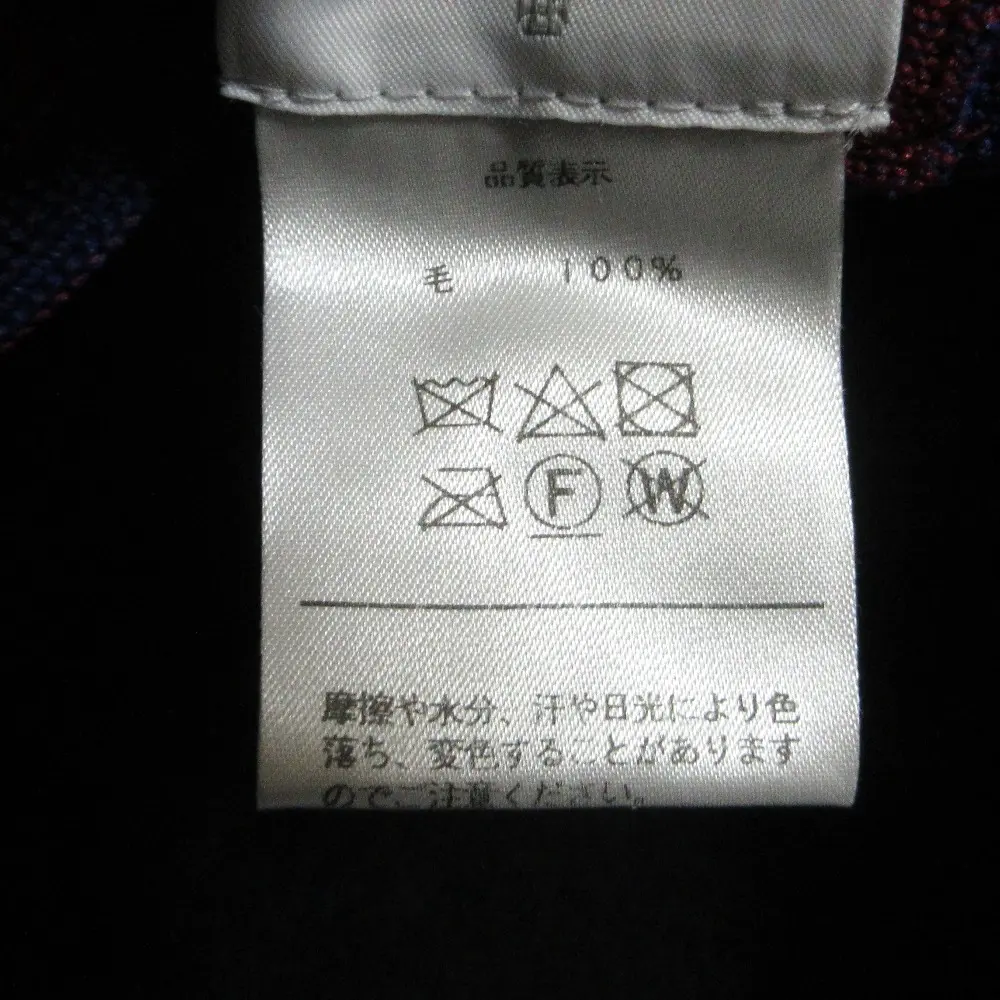 品質表示
毛 100%
F W
摩擦や水分、汗や日光により色
落ち、変色することがあります
のでご注意ください。